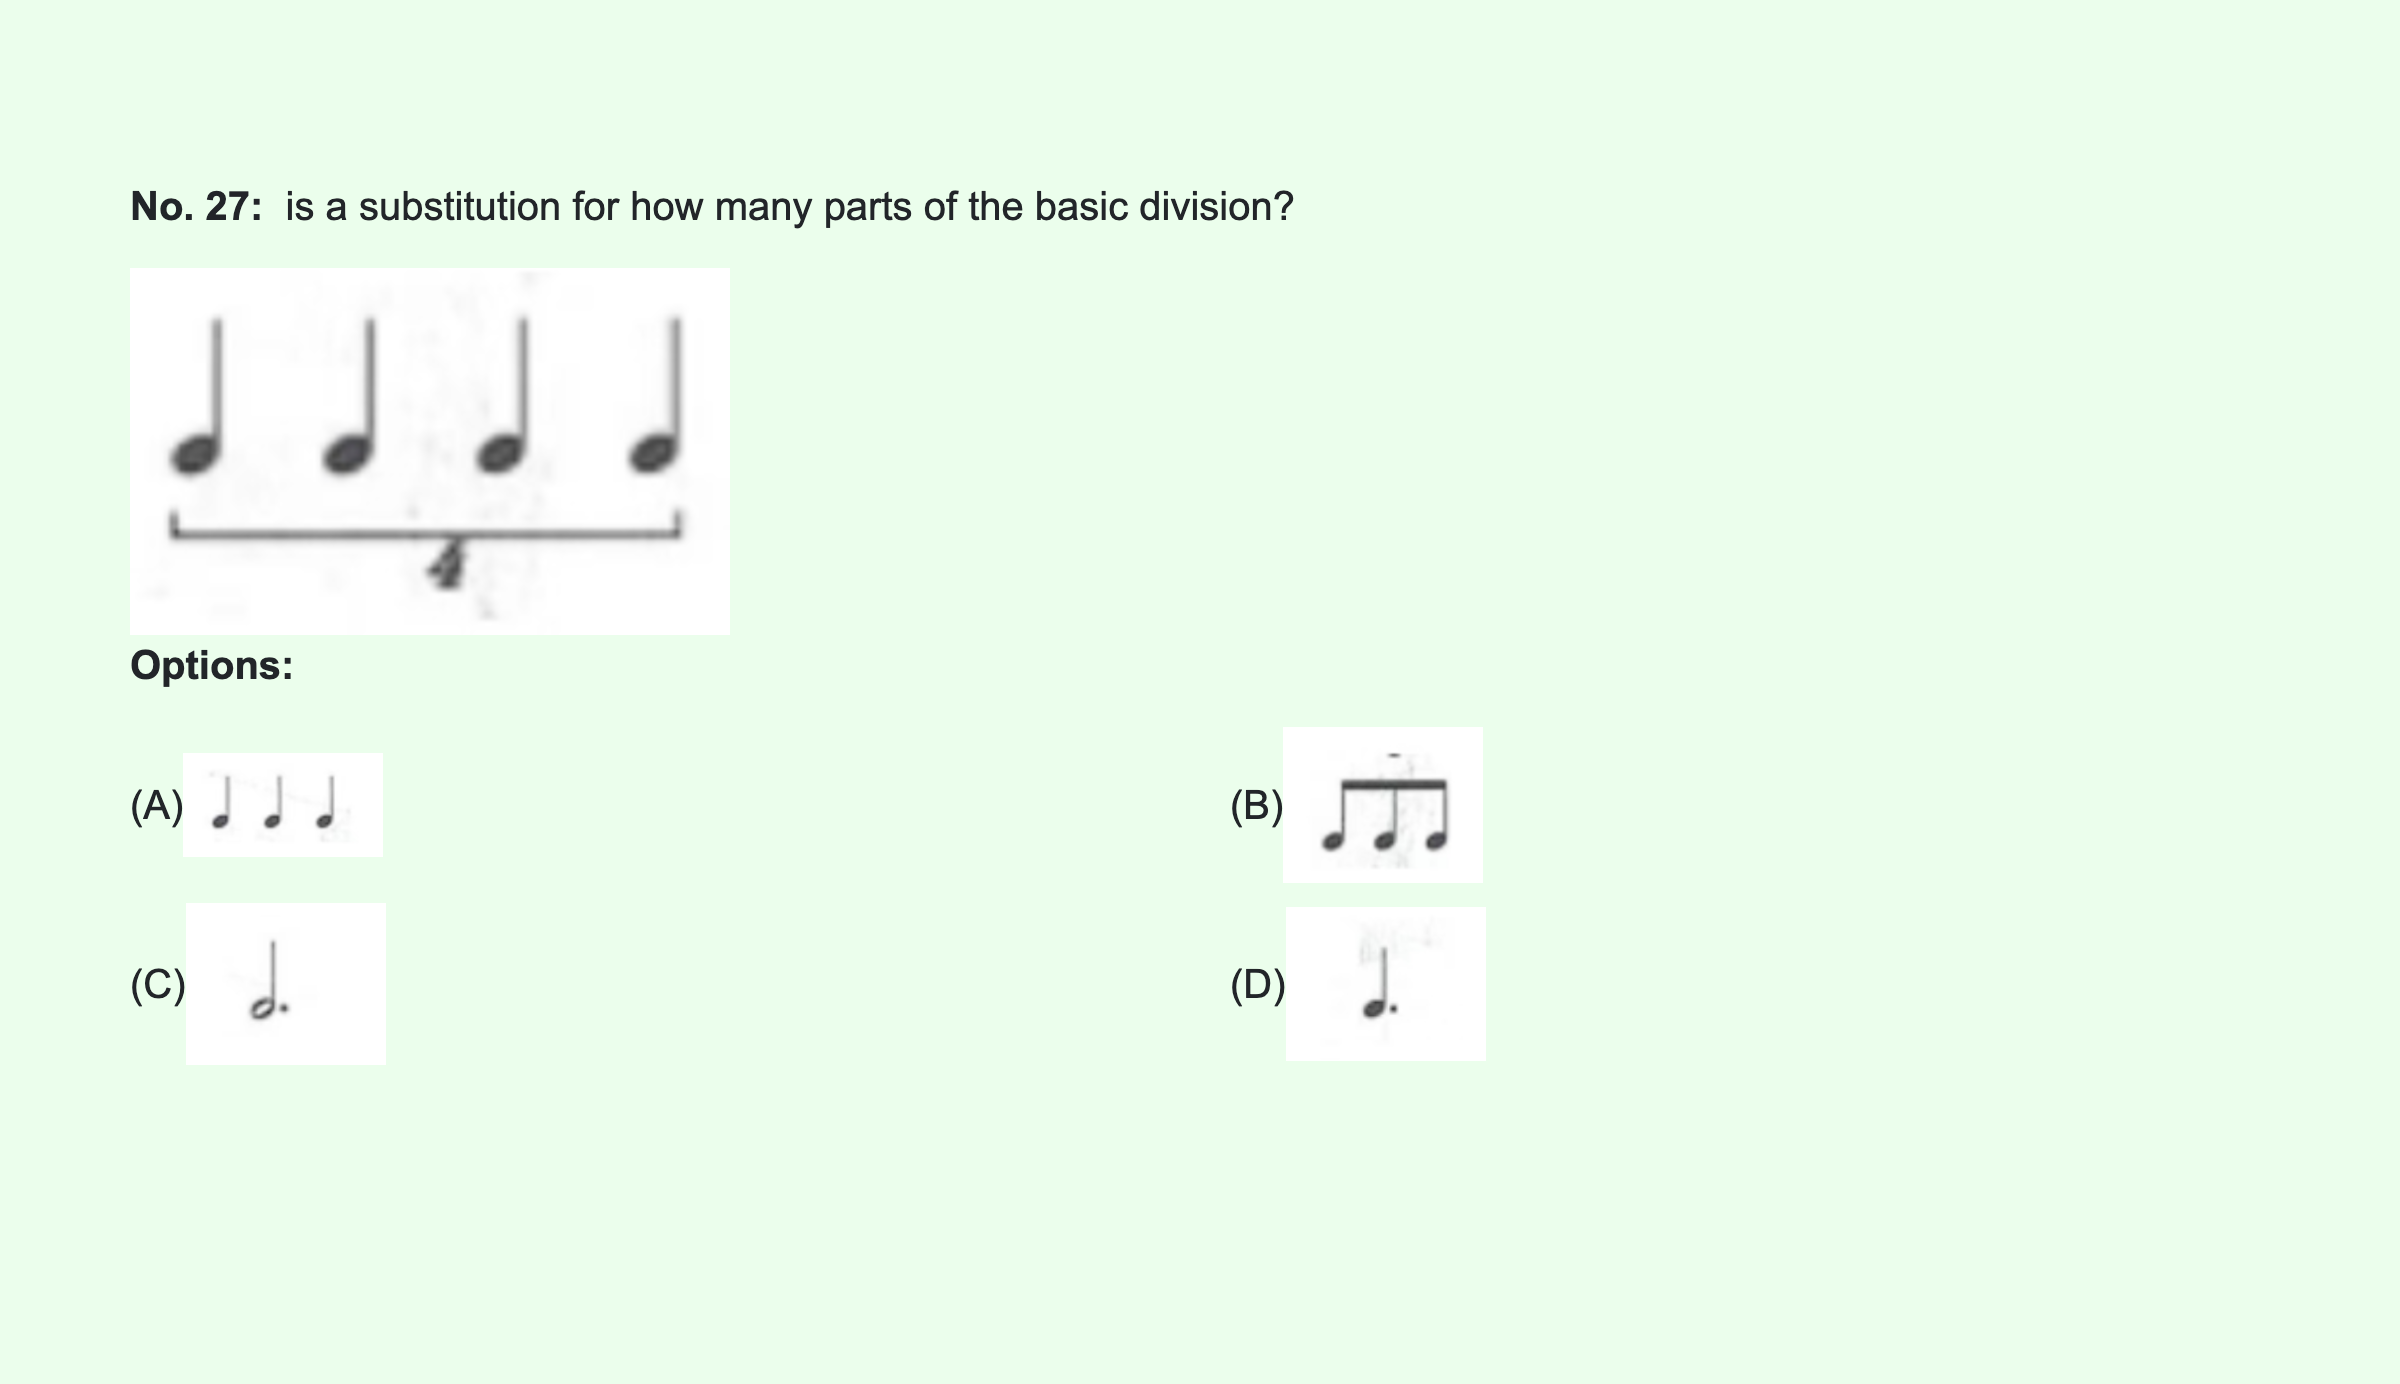 No. 27: is a substitution for how many parts of the basic division?
4
Options:
(A)
(B)
(C)
(D)